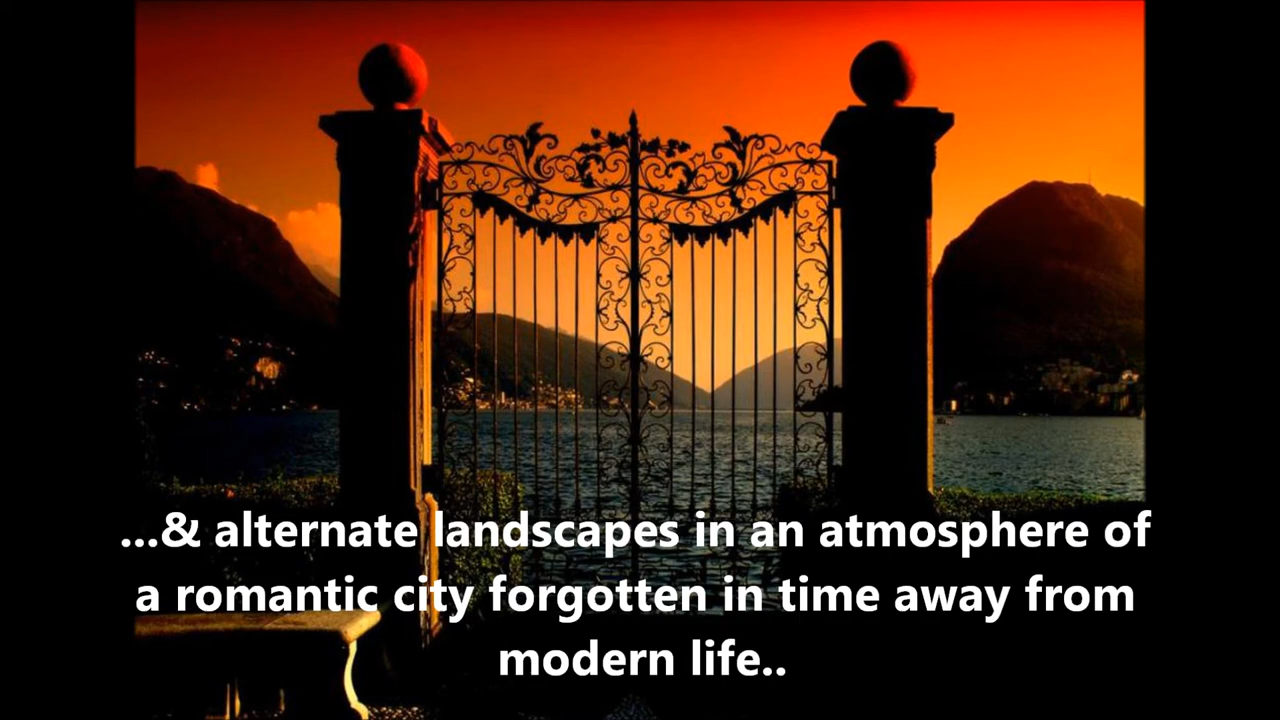 ...& alternate landscapes in an atmosphere of
a romantic city forgotten in time away from
modern life..